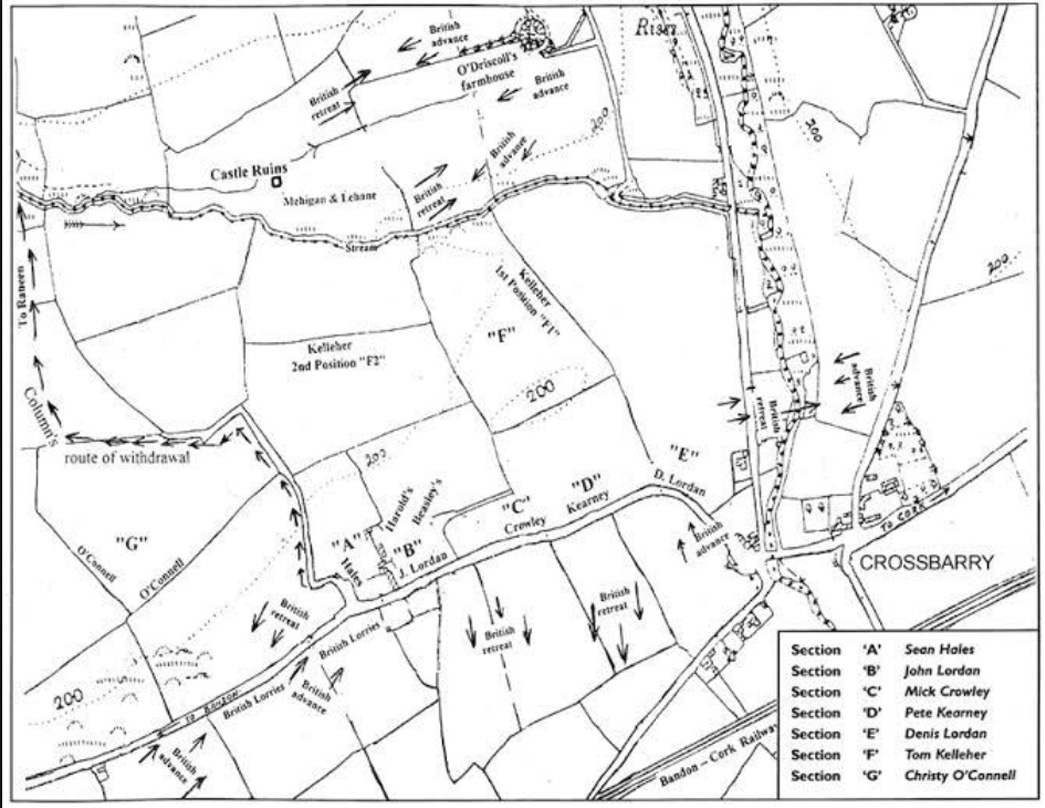 British
advance
Rissy
O'Driscoll's
farmhouse
British
retreat
British
advance
200
British
advance
200
Castle Ruins
Mehigan & Lehane
British
retreat
Stream
200
To Raneen
Kelleher
1st Position "F1"
"F"
Kelleher
2nd Position "F2"
200
British
advance
British
retreat
Column's
route of withdrawal
200
"E"
D. Lordan
"D"
Kearney
"C"
Crowley
Harold's
Beasley's
"G"
O'Connell
O'Connell
"A"
Hales
"B"
J. Lordan
British
advance
TO CORK
CROSSBARRY
British
retreat
British
retreat
British
retreat
British Lorries
200
TO BANDON
British Lorries
British
advance
British
advance
Bandon – Cork Railway
Section 'A' Sean Hales
Section 'B' John Lordan
Section 'C' Mick Crowley
Section 'D' Pete Kearney
Section 'E' Denis Lordan
Section 'F' Tom Kelleher
Section 'G' Christy O'Connell